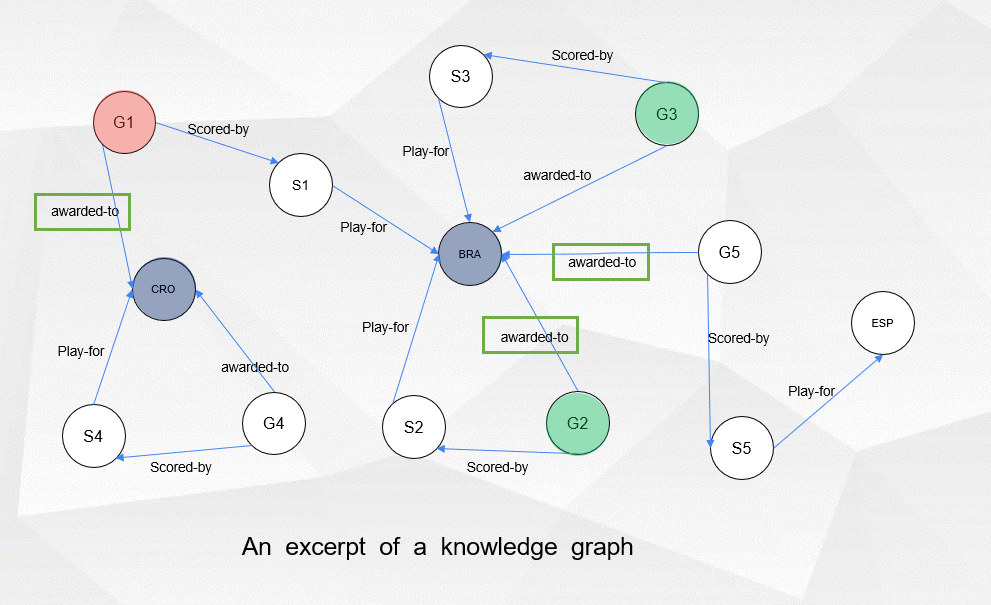 S3
Scored-by
G3
G1
Scored-by
Play-for
awarded-to
S1
awarded-to
Play-for
BRA
G5
awarded-to
CRO
ESP
Play-for
awarded-to
Scored-by
Play-for
awarded-to
Play-for
S4
G4
S2
G2
S5
Scored-by
Scored-by
An excerpt of a knowledge graph